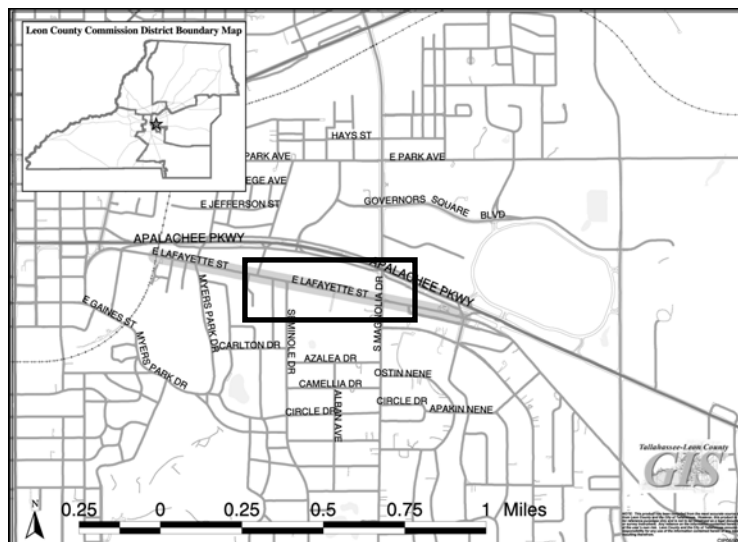 Leon County Commission District Boundary Map
HAYS ST
PARK AVE
E PARK AVE
EGE AVE
E JEFFERSON ST
GOVERNORS SQUARE BLVD
APALACHEE PKWY
E LAFAYETTE ST
APALACHEE PKWY
E LAFAYETTE ST
E GAINES ST
MYERS PARK DR
MYERS PARK DR
S MAGNOLIA DR
CARLTON DR
AZALEA DR
OSTIN NENE
CAMELLIA DR
CIRCLE DR
ALBAN AVE
CIRCLE DR
APAKIN NENE
Tallahassee-Leon County
GIS
N
0.25 0 0.25 0.5 0.75 1 Miles